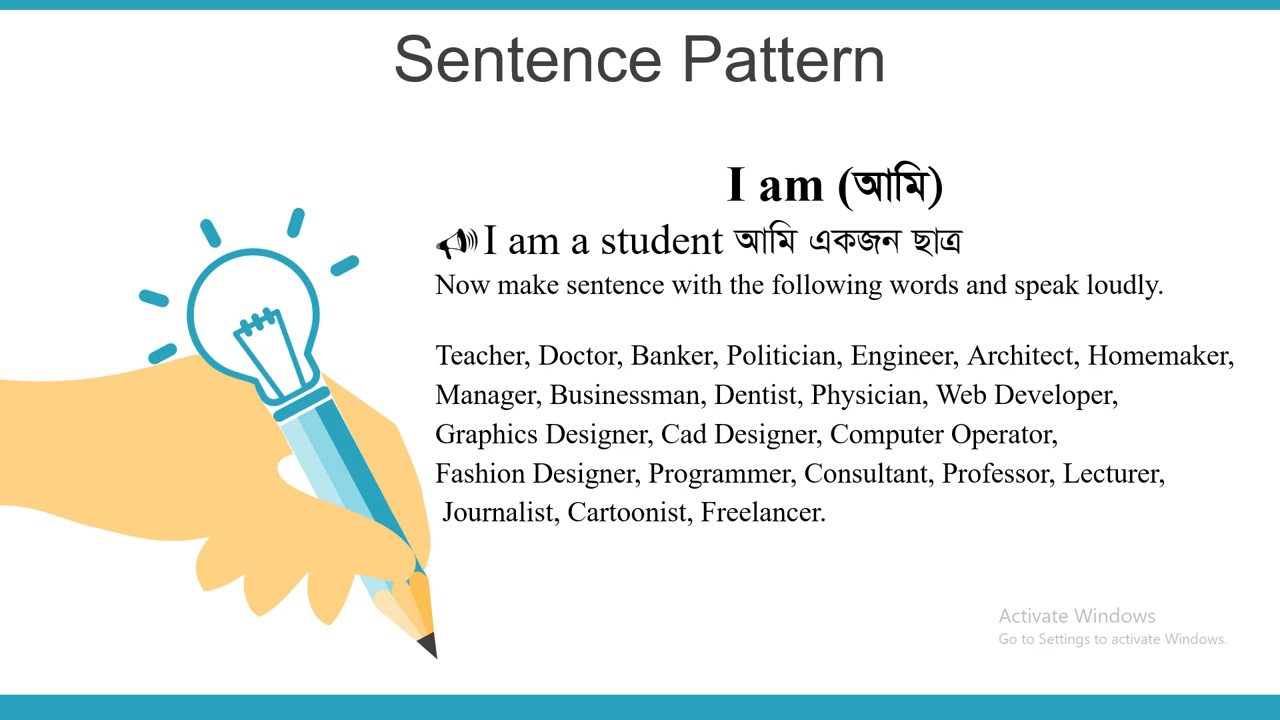 Sentence Pattern
I am (আমি)
I am a student আমি একজন ছাত্র
Now make sentence with the following words and speak loudly.
Teacher, Doctor, Banker, Politician, Engineer, Architect, Homemaker,
Manager, Businessman, Dentist, Physician, Web Developer,
Graphics Designer, Cad Designer, Computer Operator,
Fashion Designer, Programmer, Consultant, Professor, Lecturer,
Journalist, Cartoonist, Freelancer.
Activate Windows
Go to Settings to activate Windows.